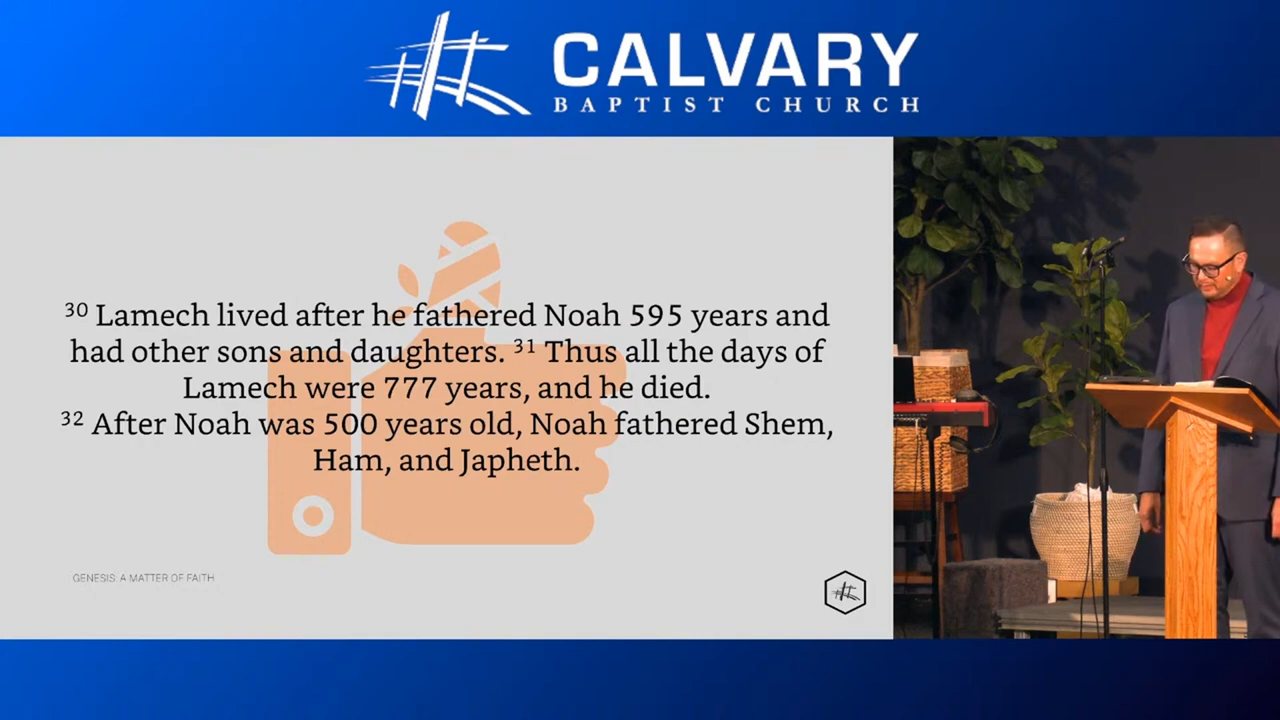 CALVARY
BAPTIST CHURCH
³⁰ Lamech lived after he fathered Noah 595 years and
had other sons and daughters. ³¹ Thus all the days of
Lamech were 777 years, and he died.
³² After Noah was 500 years old, Noah fathered Shem,
Ham, and Japheth.
GENESIS: A MATTER OF FAITH